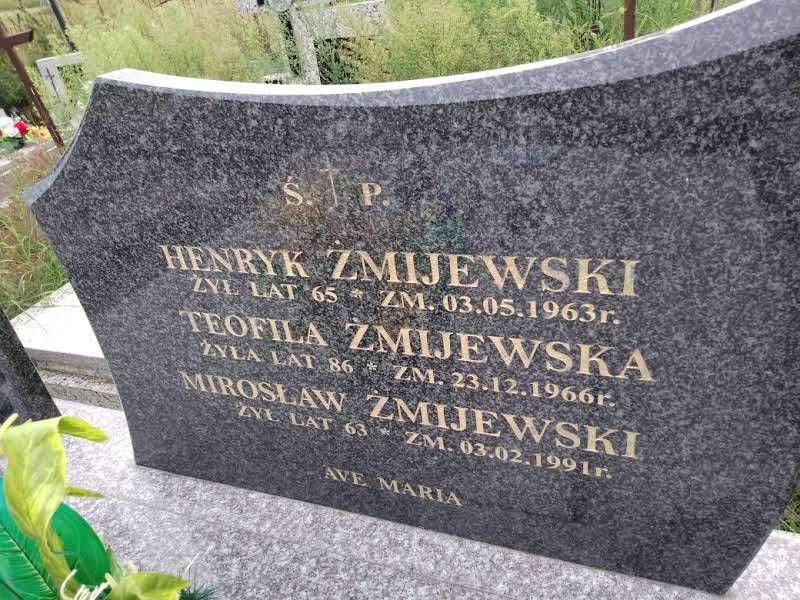 Ś. † P.
HENRYK ŻMIJEWSKI
ŻYŁ LAT 65 * ZM. 03.05.1963r.
TEOFILA ŻMIJEWSKA
ŻYŁA LAT 86 * ZM. 23.12.1966r.
MIROSŁAW ŻMIJEWSKI
ŻYŁ LAT 63 * ZM. 03.02.1991r.
AVE MARIA